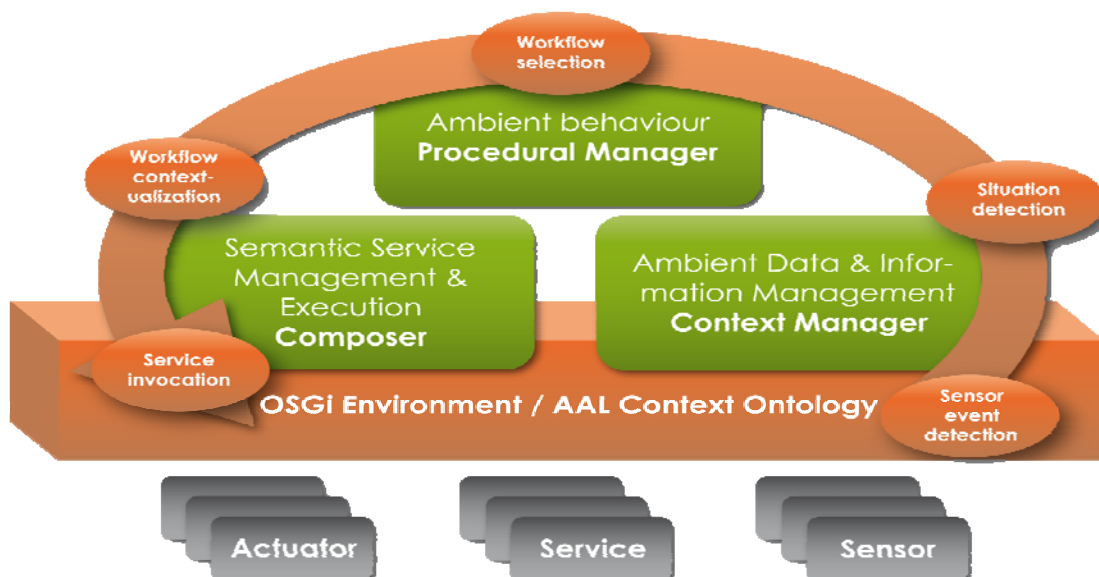 Workflow
selection
Ambient behaviour
Procedural Manager
Workflow
context-
ualization
Situation
detection
Semantic Service
Management &
Execution
Composer
Ambient Data & Infor-
mation Management
Context Manager
Service
invocation
OSGi Environment / AAL Context Ontology
Sensor
event
detection
Actuator
Service
Sensor